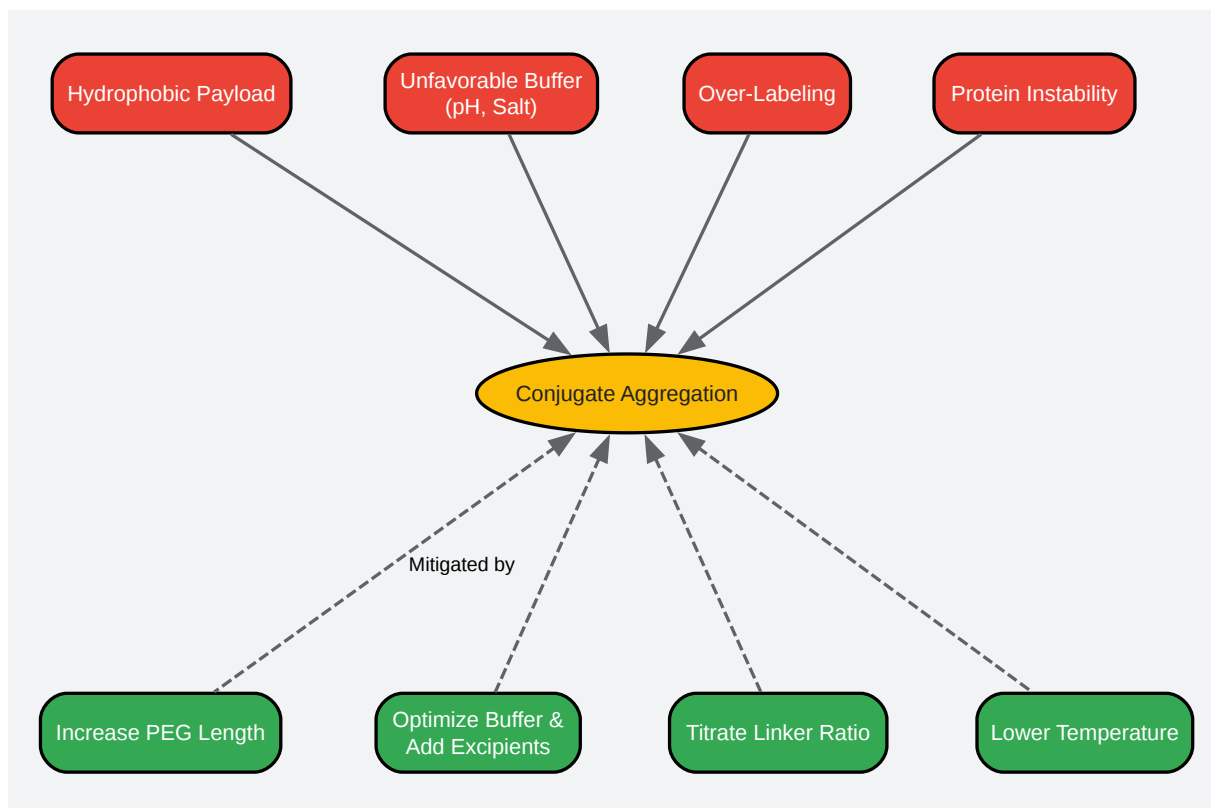 Hydrophobic Payload
Unfavorable Buffer
(pH, Salt)
Over-Labeling
Protein Instability
Conjugate Aggregation
Mitigated by
Increase PEG Length
Optimize Buffer &
Add Excipients
Titrate Linker Ratio
Lower Temperature